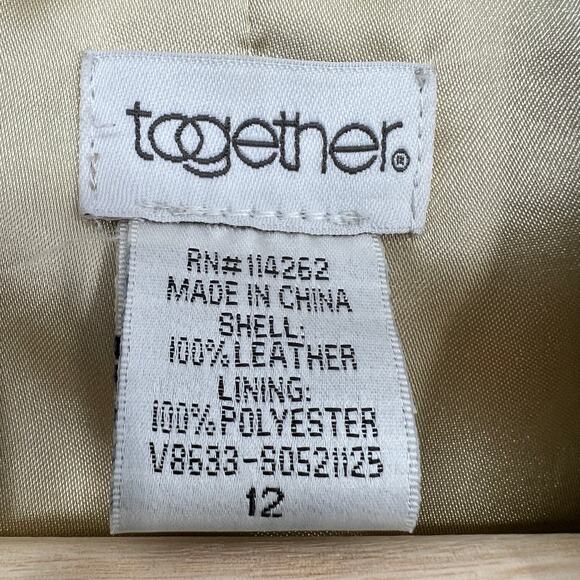 together®
RN# 114262
MADE IN CHINA
SHELL:
100% LEATHER
LINING:
100% POLYESTER
V8633-60521125
12